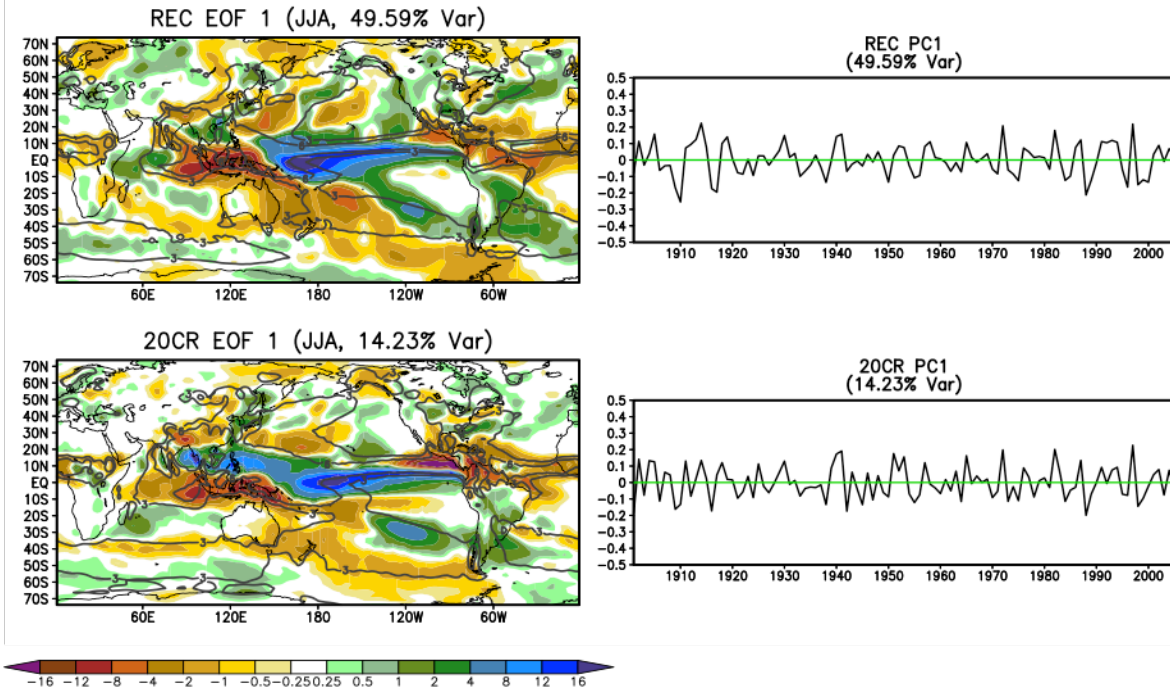 REC EOF 1 (JJA, 49.59% Var)
70N
60N
50N
40N
30N
20N
10N
EQ
10S
20S
30S
40S
50S
60S
70S
60E 120E 180 120W 60W
REC PC1
(49.59% Var)
0.5
0.4
0.3
0.2
0.1
0
-0.1
-0.2
-0.3
-0.4
-0.5
1910 1920 1930 1940 1950 1960 1970 1980 1990 2000
20CR EOF 1 (JJA, 14.23% Var)
70N
60N
50N
40N
30N
20N
10N
EQ
10S
20S
30S
40S
50S
60S
70S
60E 120E 180 120W 60W
20CR PC1
(14.23% Var)
0.5
0.4
0.3
0.2
0.1
0
-0.1
-0.2
-0.3
-0.4
-0.5
1910 1920 1930 1940 1950 1960 1970 1980 1990 2000
-16 -12 -8 -4 -2 -1 -0.5 -0.25 0.25 0.5 1 2 4 8 12 16